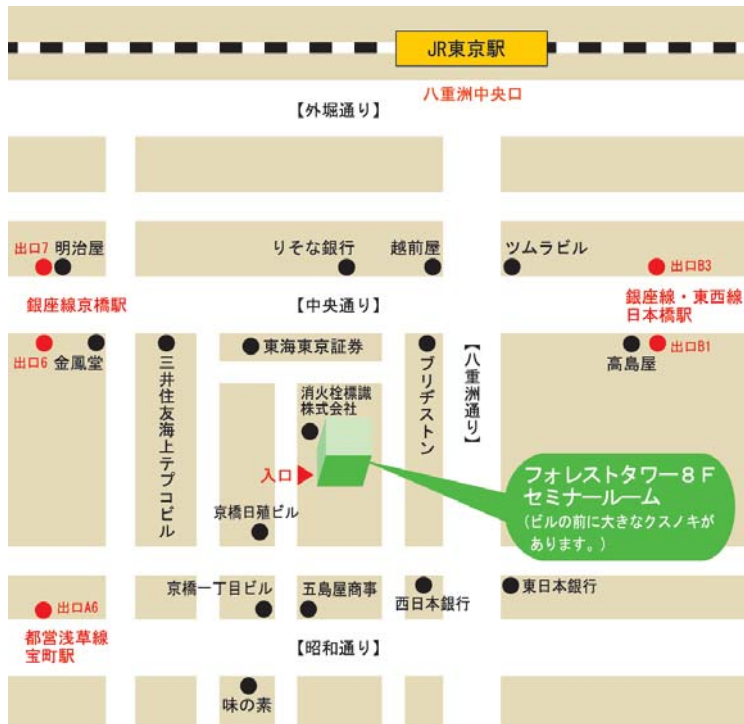 JR東京駅
八重洲中央口
【外堀通り】
出口7
明治屋
りそな銀行
越前屋
ツムラビル
出口B3
銀座線京橋駅
【中央通り】
銀座線・東西線
日本橋駅
出口6
金鳳堂
三井住友海上テプコビル
東海東京証券
ブリヂストン
【八重洲通り】
高島屋
出口B1
消火栓標識
株式会社
入口
フォレストタワー8F
セミナールーム
(ビルの前に大きなクスノキが
あります。)
京橋日殖ビル
出口A6
京橋一丁目ビル
五島屋商事
西日本銀行
東日本銀行
都営浅草線
宝町駅
【昭和通り】
味の素